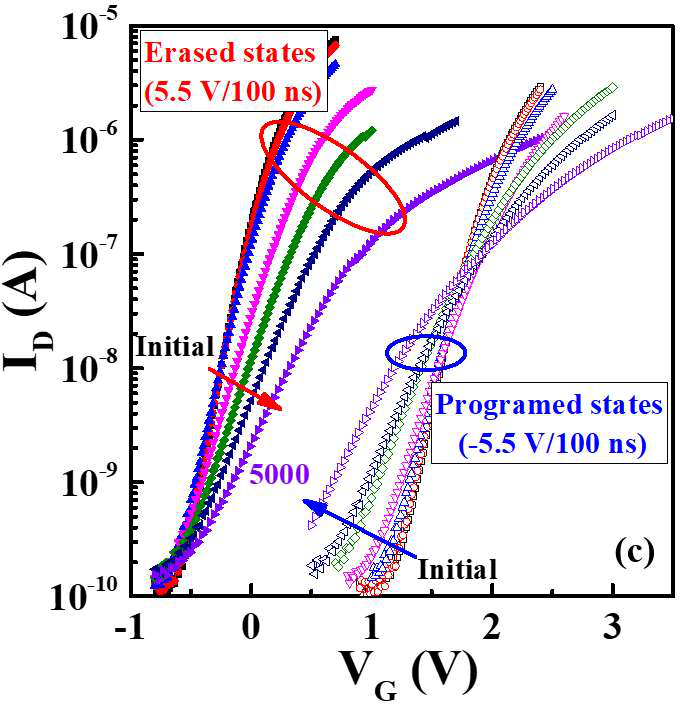 10⁻⁵
Erased states
(5.5 V/100 ns)
10⁻⁶
10⁻⁷
I_D (A)
Initial
10⁻⁸
Programed states
(-5.5 V/100 ns)
5000
10⁻⁹
(c)
Initial
10⁻¹⁰
-1 0 1 2 3
V_G (V)